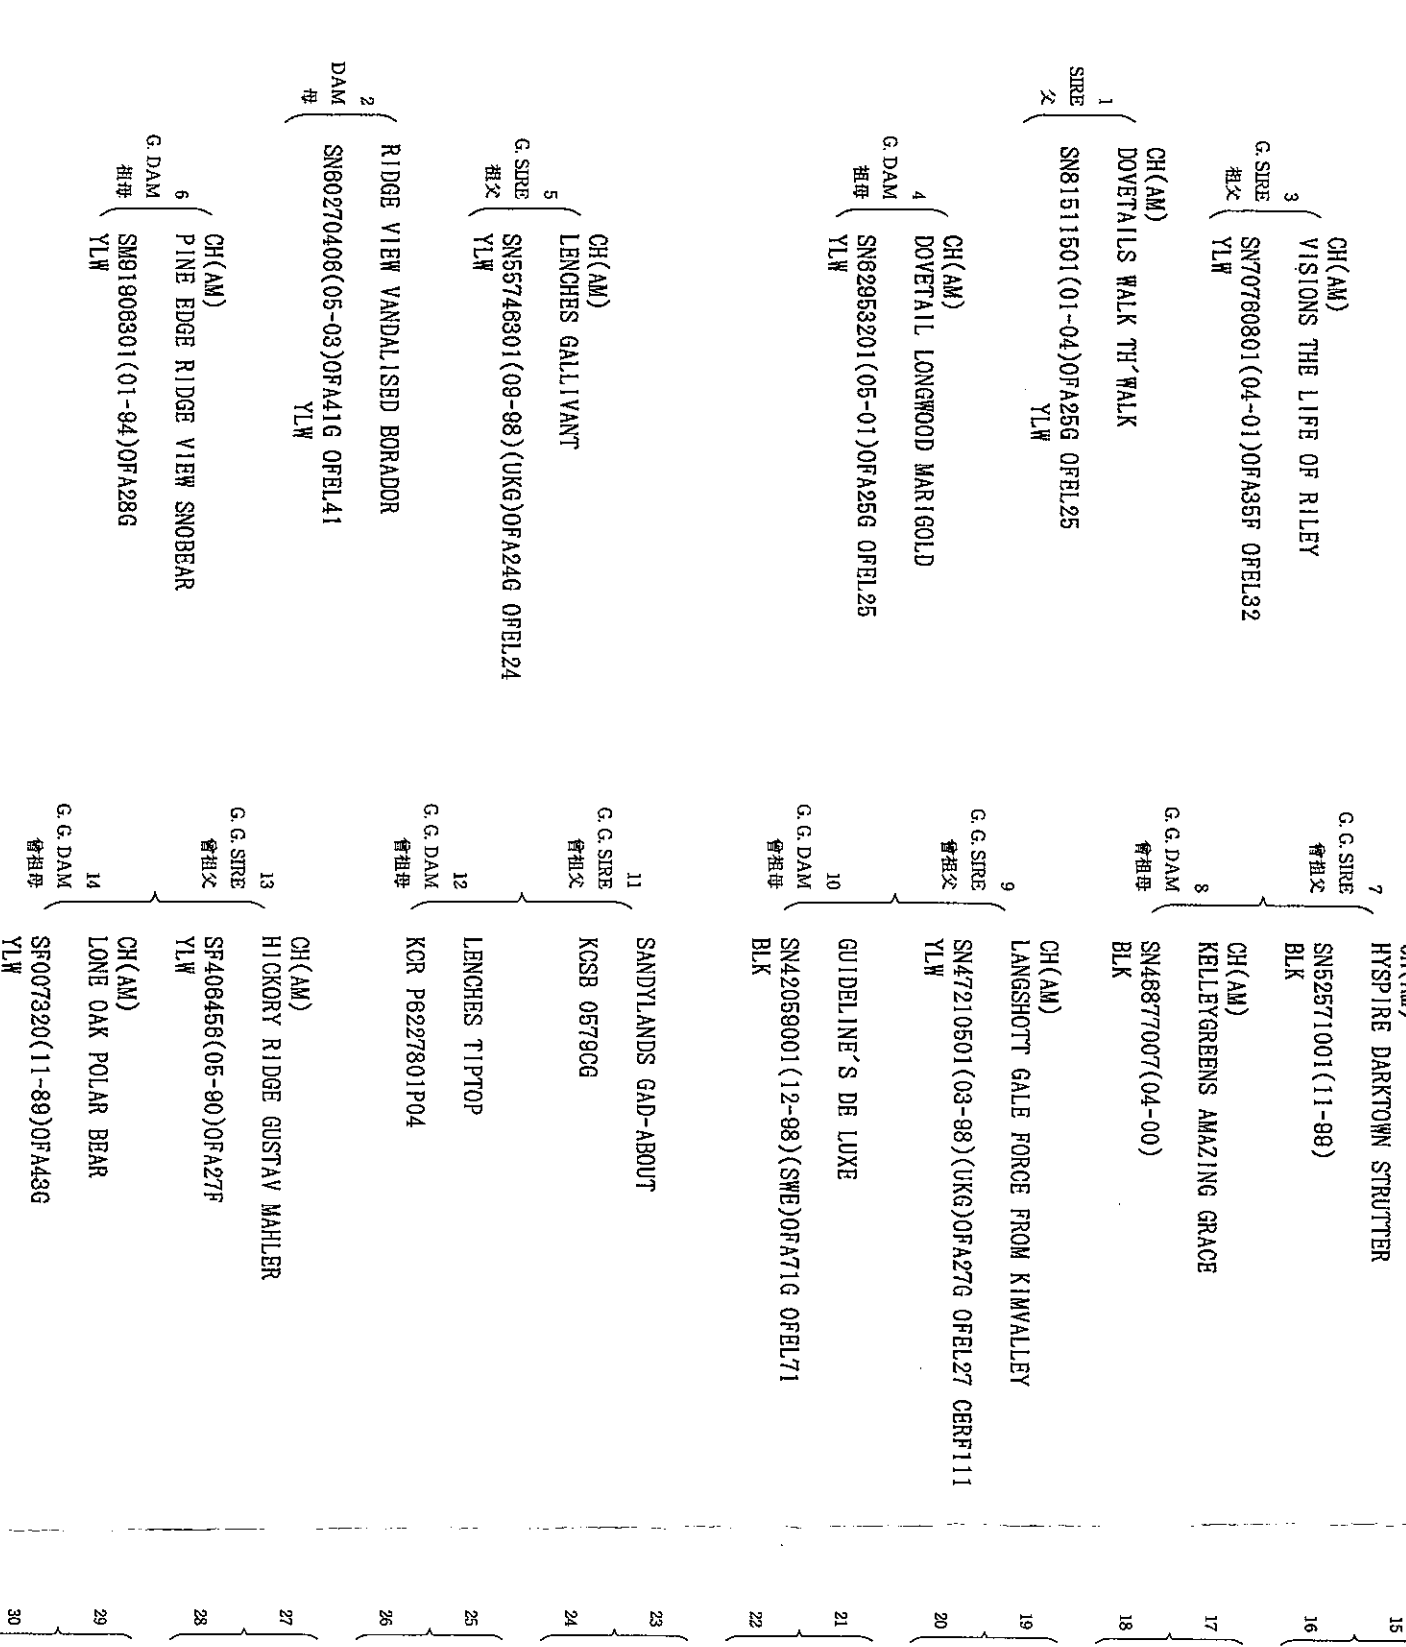 CH(AM)
3 VISIONS THE LIFE OF RILEY
G. SIRE
祖父 SN70760801(04-01)OFA35F OFEL32
YLW
CH(AM)
1 DOVETAILS WALK TH'WALK
SIRE
父 SN81511501(01-04)OFA25G OFEL25
YLW
CH(AM)
4 DOVETAIL LONGWOOD MARIGOLD
G. DAM
祖母 SN62953201(05-01)OFA25G OFEL25
YLW
CH(AM)
5 LENCHES GALLIVANT
G. SIRE
祖父 SN55746301(09-98)(UKG)OFA24G OFEL24
YLW
2 RIDGE VIEW VANDALISED BORADOR
DAM
母 SN80270406(05-03)OFA41G OFEL41
YLW
CH(AM)
6 PINE EDGE RIDGE VIEW SNOBEAR
G. DAM
祖母 SM91906301(01-94)OFA28G
YLW
CH(AM)
7 HYSPIRE DARKTOWN STRUTTER
G. G. SIRE
曾祖父 SN52571001(11-98)
BLK
CH(AM)
8 KELLEYGREENS AMAZING GRACE
G. G. DAM
曾祖母 SN46877007(04-00)
BLK
CH(AM)
9 LANGSHOTT GALE FORCE FROM KIMVALLEY
G. G. SIRE
曾祖父 SN47210501(03-98)(UKG)OFA27G OFEL27 CERF111
YLW
10 GUIDELINE'S DE LUXE
G. G. DAM
曾祖母 SN42059001(12-98)(SWE)OFA71G OFEL71
BLK
11 SANDYLANDS GAD-ABOUT
G. G. SIRE
曾祖父 KCSB 0579CG
12 LENCHES TIPTOP
G. G. DAM
曾祖母 KCR P6227801P04
CH(AM)
13 HICKORY RIDGE GUSTAV MAHLER
G. G. SIRE
曾祖父 SF406456(05-90)OFA27F
YLW
CH(AM)
14 LONE OAK POLAR BEAR
G. G. DAM
曾祖母 SF007320(11-89)OFA43G
YLW
15
16
17
18
19
20
21
22
23
24
25
26
27
28
29
30